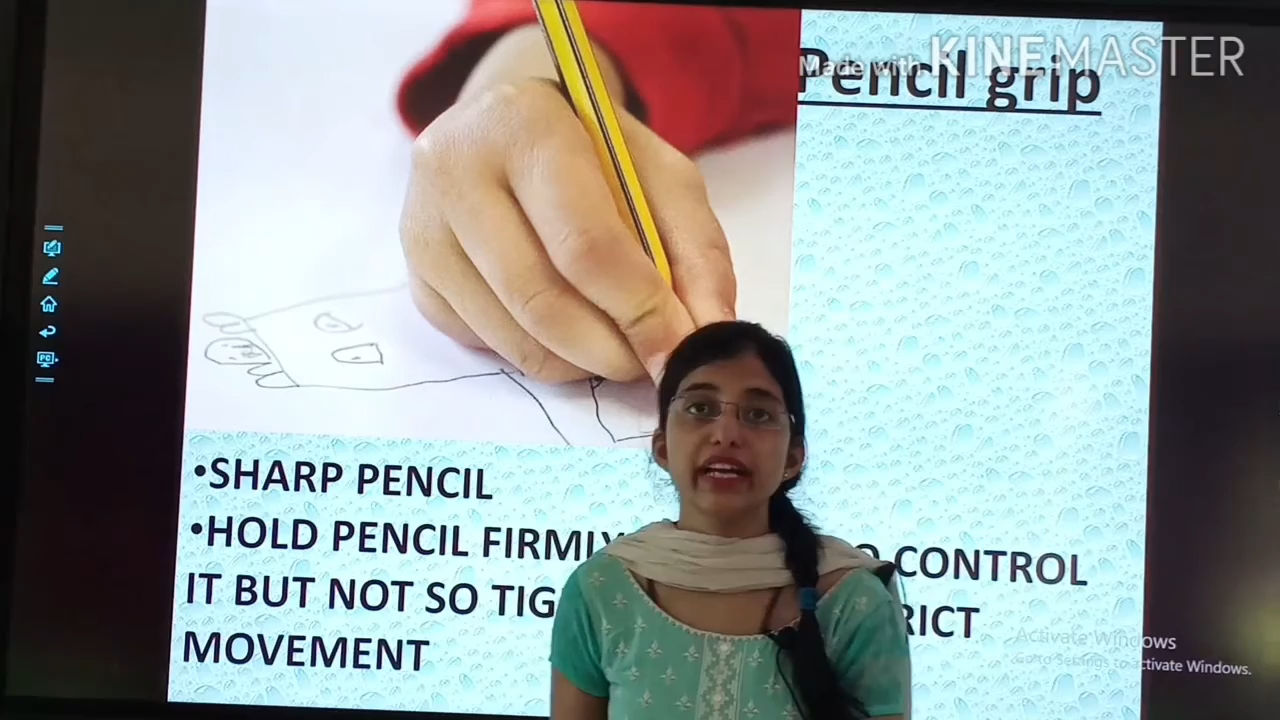 Made with KINEMASTER
Pencil grip
•SHARP PENCIL
•HOLD PENCIL FIRMLY CONTROL
IT BUT NOT SO TIG RICT
MOVEMENT
Activate Windows
Go to Settings to activate Windows.
PC